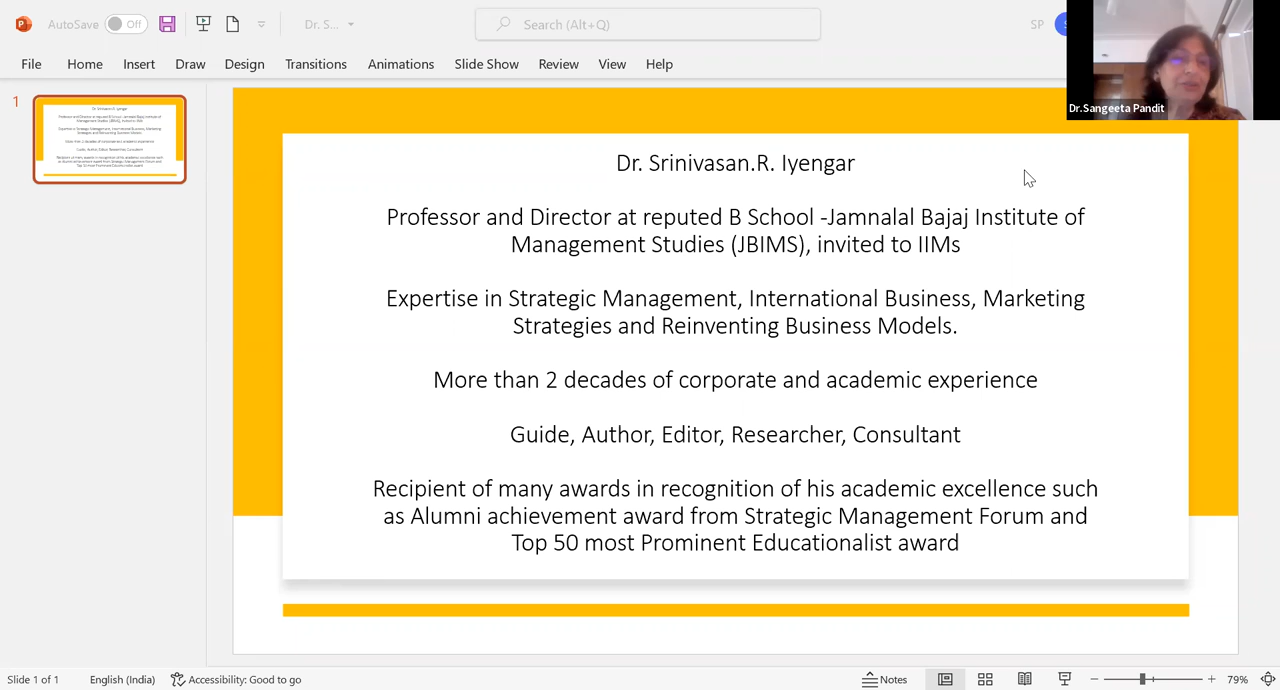 AutoSave
Off
Dr. S...
Search (Alt+Q)
SP
File
Home
Insert
Draw
Design
Transitions
Animations
Slide Show
Review
View
Help
Dr.Sangeeta Pandit
1
Dr. Srinivasan.R. Iyengar
Professor and Director at reputed B School -Jamnalal Bajaj Institute of
Management Studies (JBIMS), invited to IIMs
Expertise in Strategic Management, International Business, Marketing
Strategies and Reinventing Business Models.
More than 2 decades of corporate and academic experience
Guide, Author, Editor, Researcher, Consultant
Recipient of many awards in recognition of his academic excellence such
as Alumni achievement award from Strategic Management Forum and
Top 50 most Prominent Educationalist award
Slide 1 of 1
English (India)
Accessibility: Good to go
Notes
79%